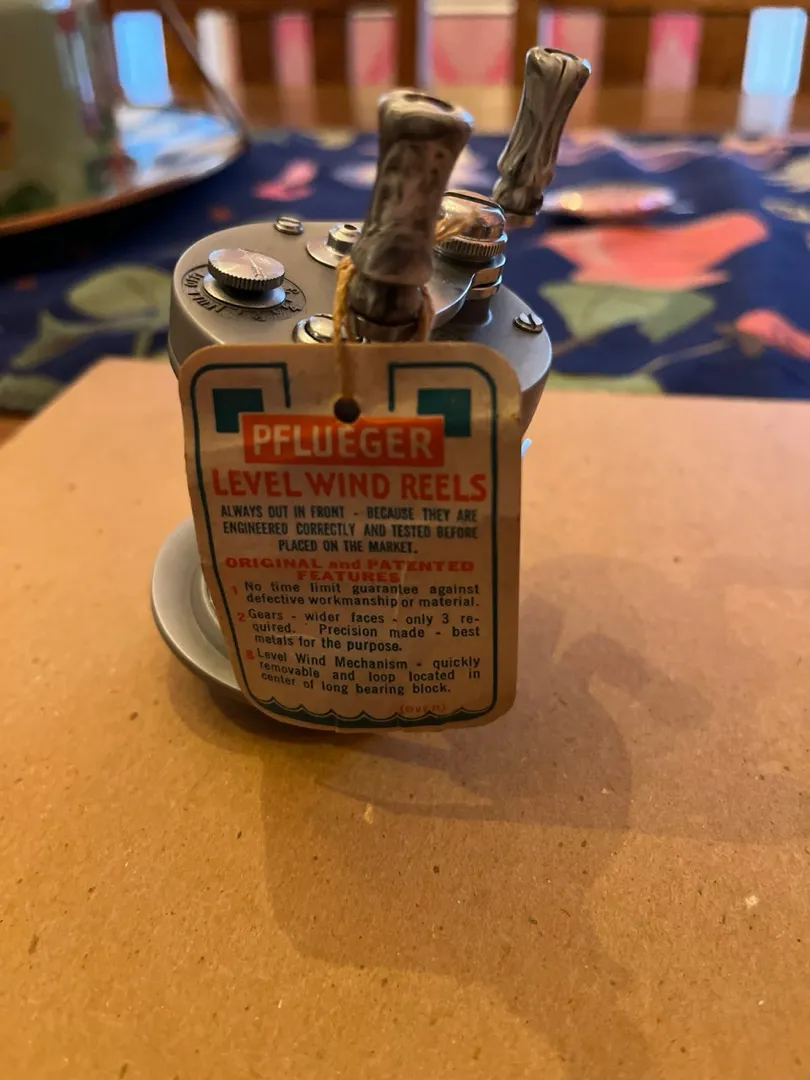 PFLUEGER
LEVEL WIND REELS
ALWAYS OUT IN FRONT - BECAUSE THEY ARE
ENGINEERED CORRECTLY AND TESTED BEFORE
PLACED ON THE MARKET.
ORIGINAL and PATENTED
FEATURES
1 No time limit guarantee against
defective workmanship or material.
2 Gears - wider faces - only 3 re-
quired. Precision made - best
metals for the purpose.
Level Wind Mechanism - quickly
removable and loop located in
center of long bearing block.
(OVER)